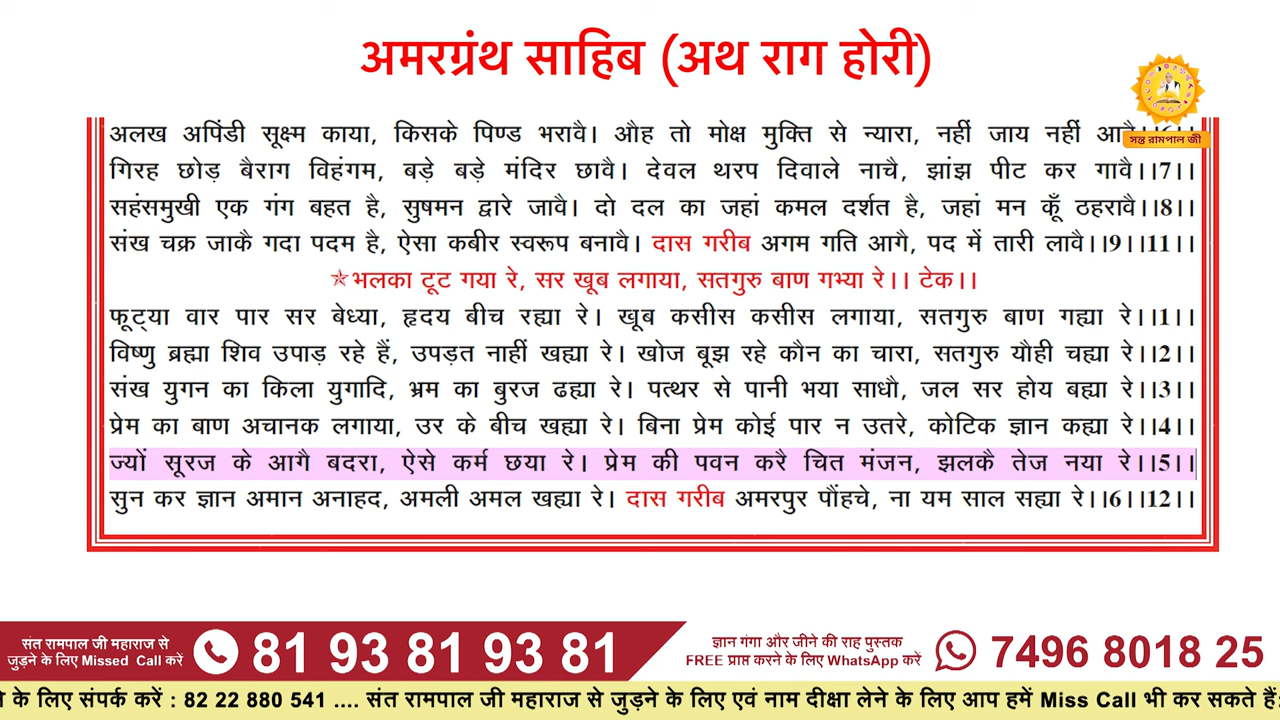 अमरग्रंथ साहिब (अथ राग होरी)
अलख अपिंडी सूक्ष्म काया, किसके पिण्ड भरावै। औह तो मोक्ष मुक्ति से न्यारा, नहीं जाय नहीं
गिरह छोड़ बैराग विहंगम, बड़े बड़े मंदिर छावै। देवल थरप दिवाले नाचै, झांझ पीट कर गावै।।7।।
सहंसमुखी एक गंग बहत है, सुषमन द्वारे जावै। दो दल का जहां कमल दर्शत है, जहां मन कूँ ठहरावै।।8।।
संख चक्र जाकै गदा पदम है, ऐसा कबीर स्वरूप बनावै। दास गरीब अगम गति आगै, पद में तारी लावै।।9।।11।।
★भलका टूट गया रे, सर खूब लगाया, सतगुरु बाण गभ्या रे।। टेक।।
फूट्या वार पार सर बेध्या, हृदय बीच रह्या रे। खूब कसीस कसीस लगाया, सतगुरु बाण गह्या रे।।1।।
विष्णु ब्रह्मा शिव उपाड़ रहे हैं, उपड़त नाहीं खह्या रे। खोज बूझ रहे कौन का चारा, सतगुरु यौही चह्या रे।।2।।
संख युगन का किला युगादि, भ्रम का बुरज ढह्या रे। पत्थर से पानी भया साधौ, जल सर होय बह्या रे।।3।।
प्रेम का बाण अचानक लगाया, उर के बीच खह्या रे। बिना प्रेम कोई पार न उतरे, कोटिक ज्ञान कह्या रे।।4।।
ज्यों सूरज के आगै बदरा, ऐसे कर्म छया रे। प्रेम की पवन करै चित मंजन, झलकै तेज नया रे।।5।।
सुन कर ज्ञान अमान अनाहद, अमली अमल खह्या रे। दास गरीब अमरपुर पौंहचे, ना यम साल सह्या रे।।6।।12।।
सन्त रामपाल जी
संत रामपाल जी महाराज से
जुड़ने के लिए Missed Call करें
81 93 81 93 81
ज्ञान गंगा और जीने की राह पुस्तक
FREE प्राप्त करने के लिए WhatsApp करें
7496 8018 25
के लिए संपर्क करें : 82 22 880 541 .... संत रामपाल जी महाराज से जुड़ने के लिए एवं नाम दीक्षा लेने के लिए आप हमें Miss Call भी कर सकते हैं: